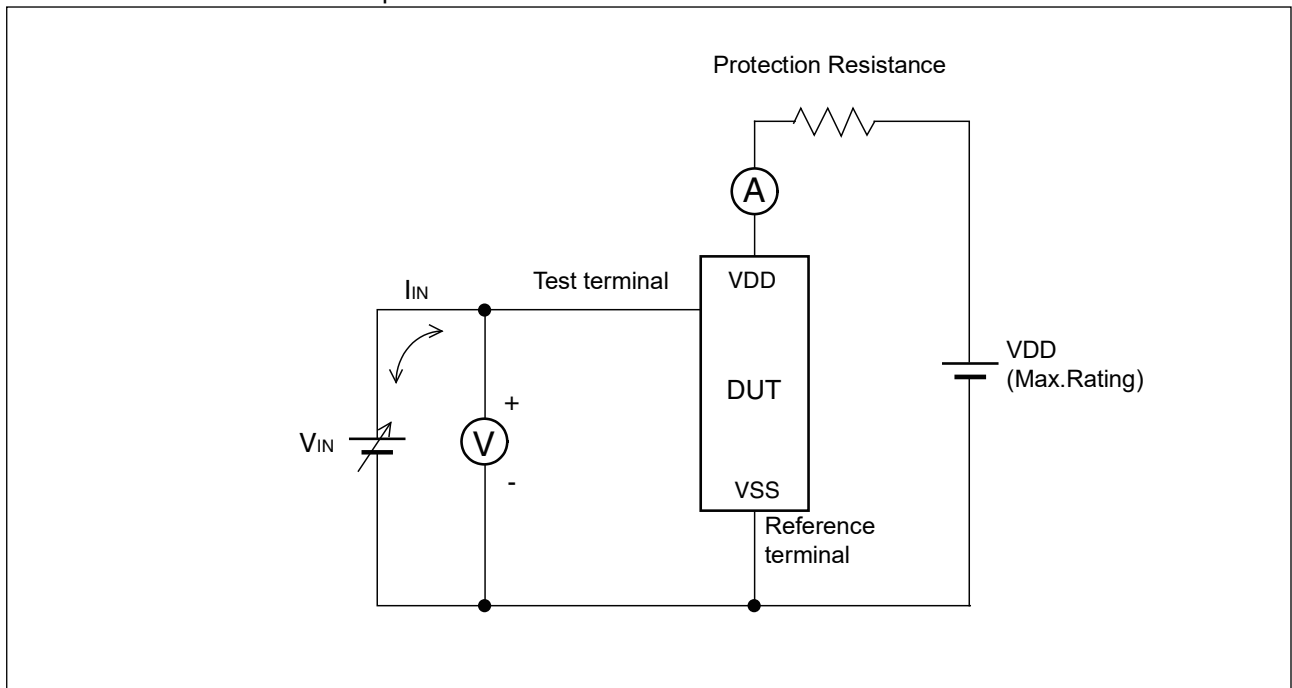 Protection Resistance
A
Test terminal
VDD
IIN
DUT
VDD
(Max.Rating)
+
VIN
V
-
VSS
Reference
terminal